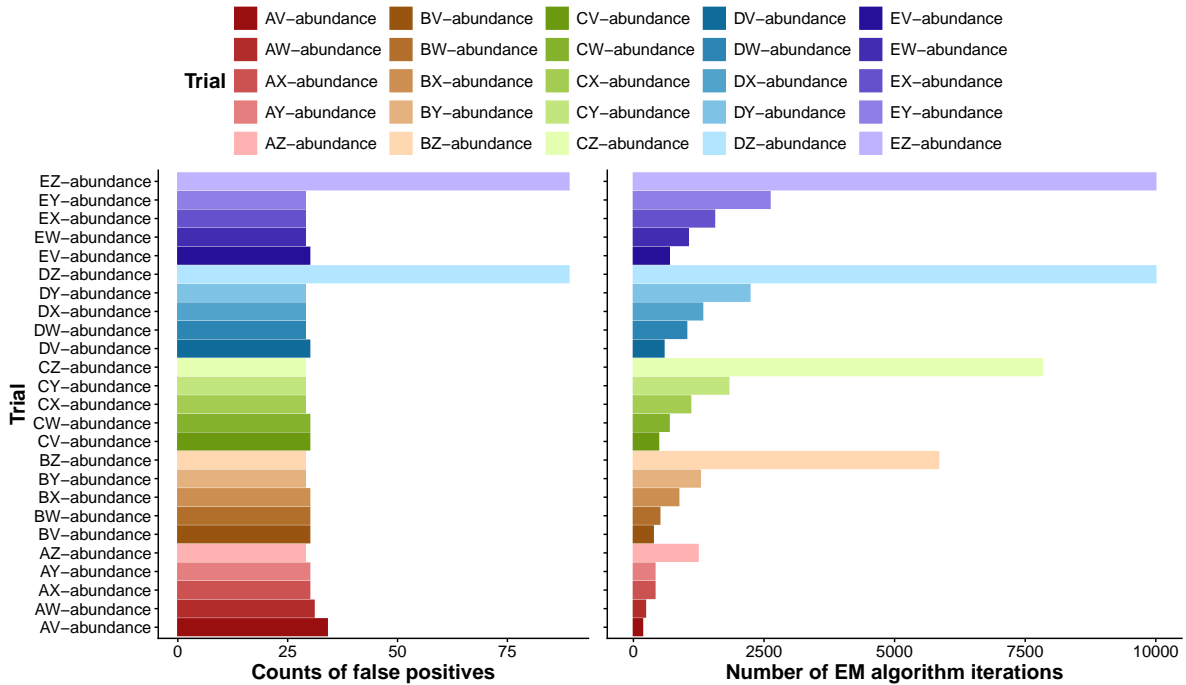 AV−abundance BV−abundance CV−abundance DV−abundance EV−abundance
AW−abundance BW−abundance CW−abundance DW−abundance EW−abundance
Trial AX−abundance BX−abundance CX−abundance DX−abundance EX−abundance
AY−abundance BY−abundance CY−abundance DY−abundance EY−abundance
AZ−abundance BZ−abundance CZ−abundance DZ−abundance EZ−abundance
Trial
EZ−abundance
EY−abundance
EX−abundance
EW−abundance
EV−abundance
DZ−abundance
DY−abundance
DX−abundance
DW−abundance
DV−abundance
CZ−abundance
CY−abundance
CX−abundance
CW−abundance
CV−abundance
BZ−abundance
BY−abundance
BX−abundance
BW−abundance
BV−abundance
AZ−abundance
AY−abundance
AX−abundance
AW−abundance
AV−abundance
0 25 50 75
Counts of false positives
0 2500 5000 7500 10000
Number of EM algorithm iterations